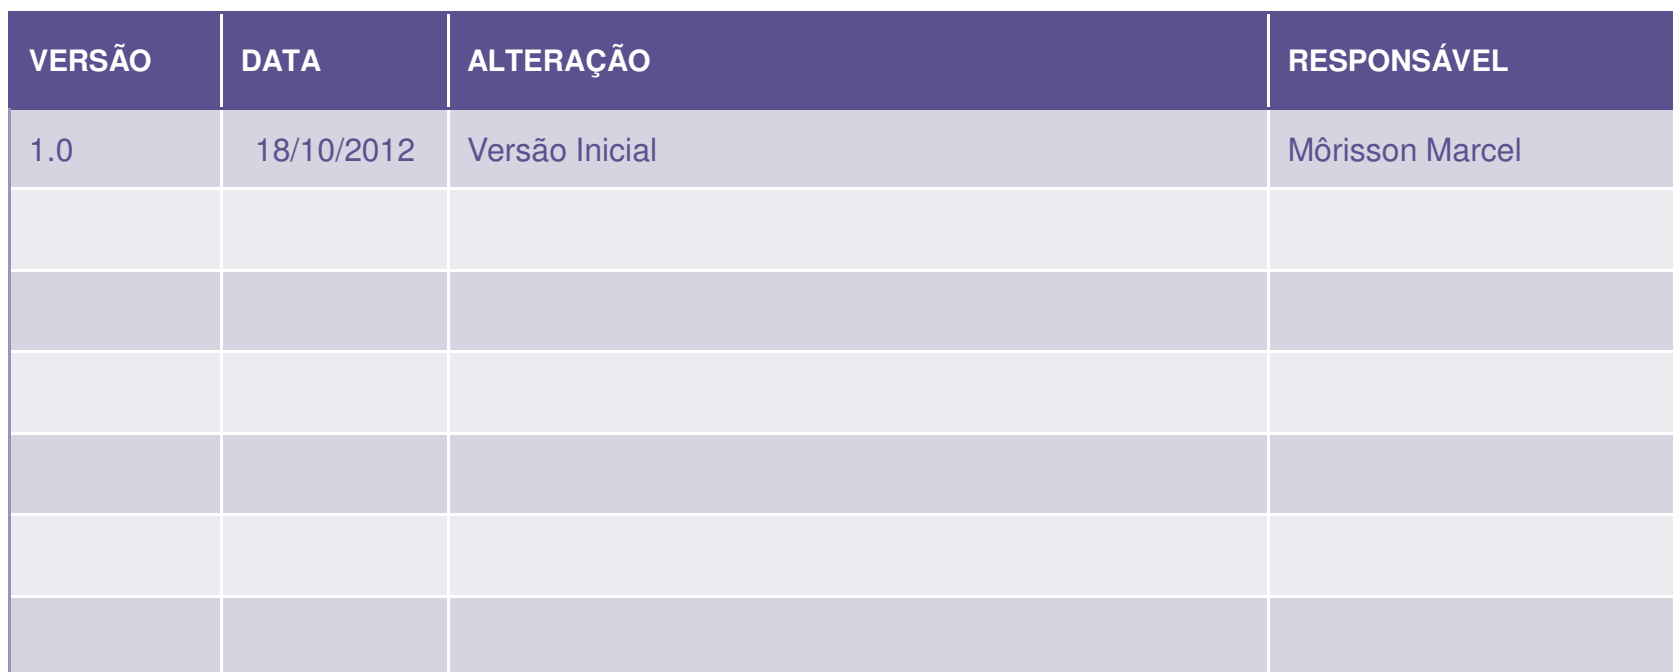 VERSÃO DATA ALTERAÇÃO RESPONSÁVEL
1.0 18/10/2012 Versão Inicial Môrisson Marcel